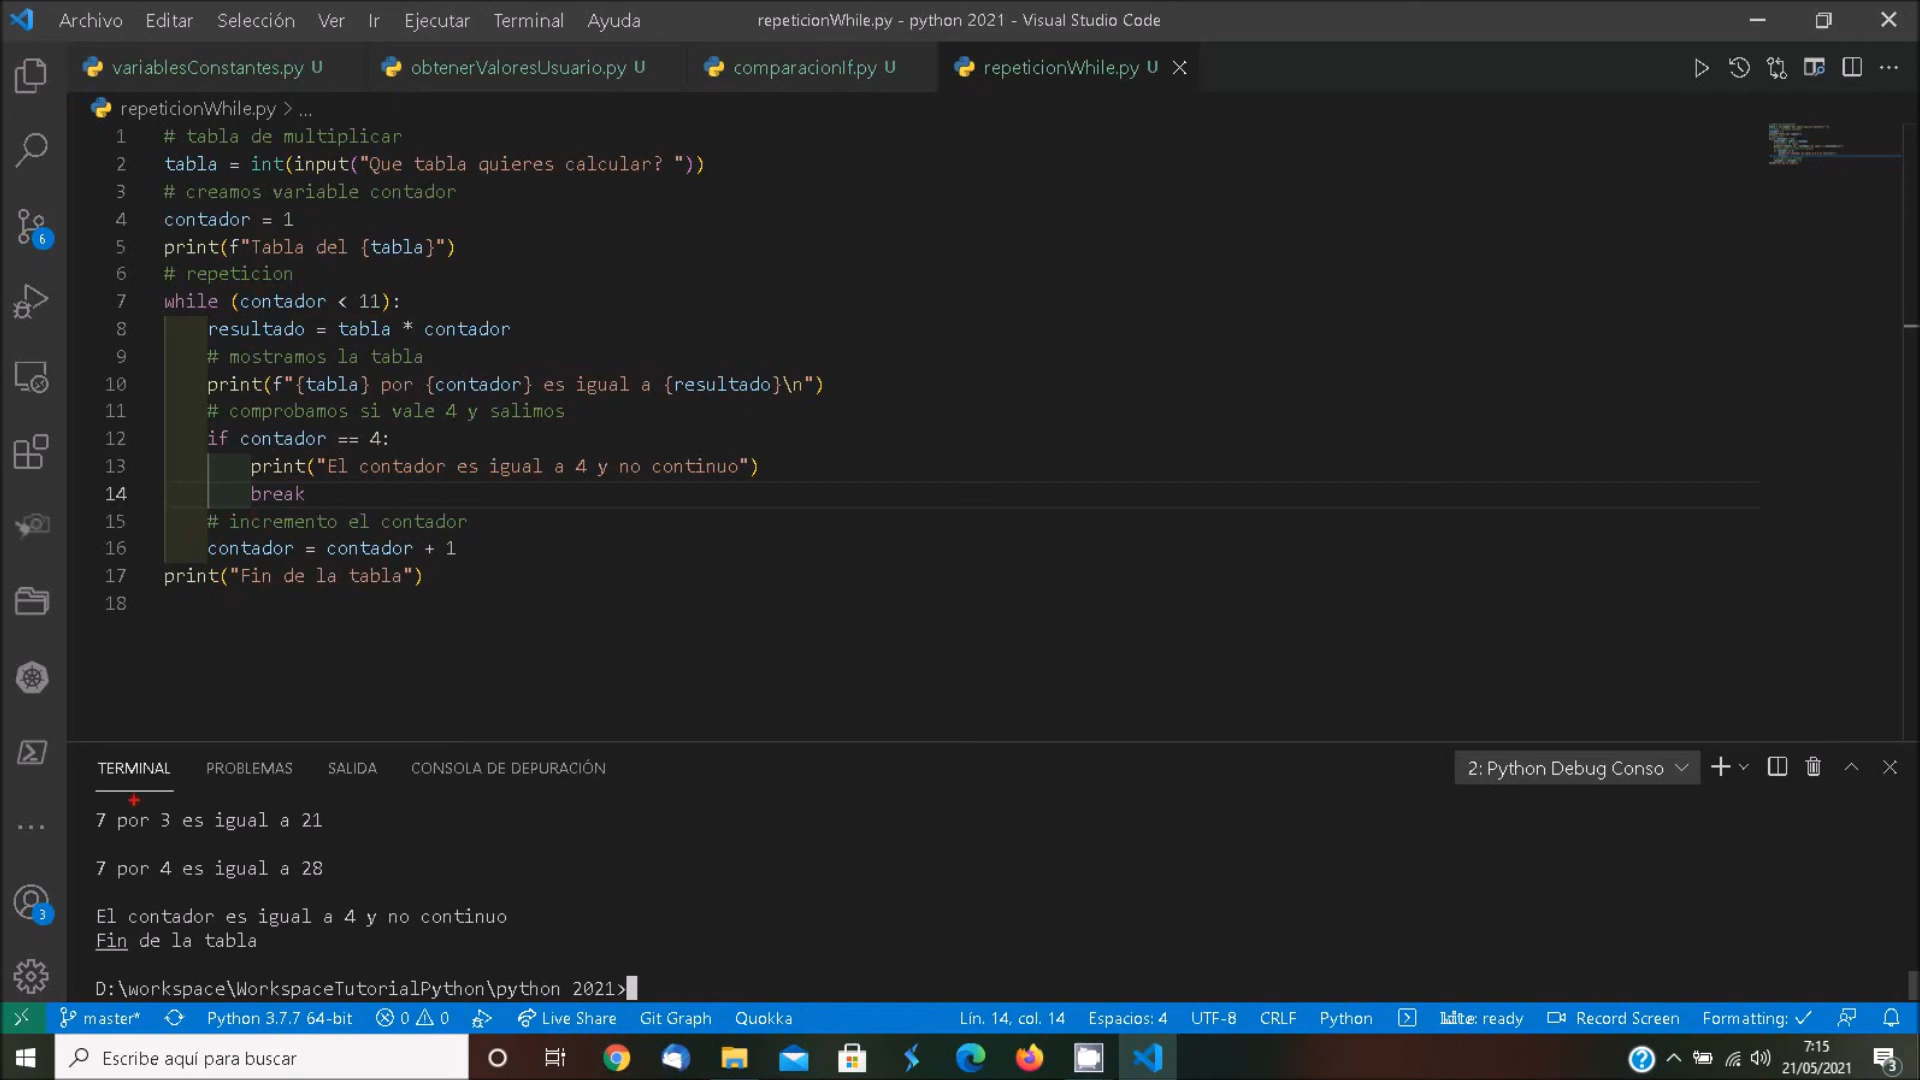 Archivo Editar Selección Ver Ir Ejecutar Terminal Ayuda repeticionWhile.py - python 2021 - Visual Studio Code
variablesConstantes.py U obtenerValoresUsuario.py U comparacionIf.py U repeticionWhile.py U
repeticionWhile.py > ...
1 # tabla de multiplicar
2 tabla = int(input("Que tabla quieres calcular? "))
3 # creamos variable contador
4 contador = 1
5 print(f"Tabla del {tabla}")
6 # repeticion
7 while (contador < 11):
8 resultado = tabla * contador
9 # mostramos la tabla
10 print(f"{tabla} por {contador} es igual a {resultado}\n")
11 # comprobamos si vale 4 y salimos
12 if contador == 4:
13 print("El contador es igual a 4 y no continuo")
14 break
15 # incremento el contador
16 contador = contador + 1
17 print("Fin de la tabla")
18
TERMINAL PROBLEMAS SALIDA CONSOLA DE DEPURACIÓN 2: Python Debug Conso
7 por 3 es igual a 21
7 por 4 es igual a 28
El contador es igual a 4 y no continuo
Fin de la tabla
D:\workspace\WorkspaceTutorialPython\python 2021>
master* Python 3.7.7 64-bit 0 0 Live Share Git Graph Quokka Lín. 14, col. 14 Espacios: 4 UTF-8 CRLF Python ready Record Screen Formatting: ✓
Escribe aquí para buscar 7:15
21/05/2021
6
3
3